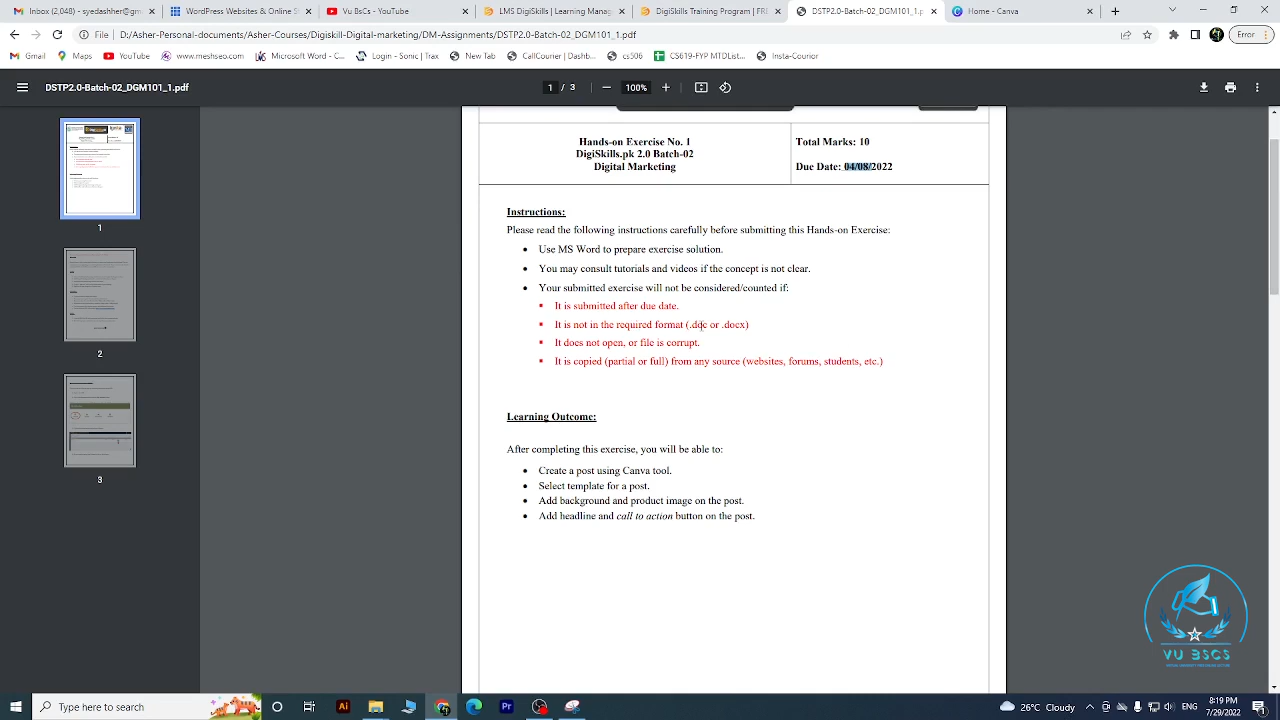 Inbox (2,080) - sydasher@gm
WordPress Websites & Online S
Vu BsCs - YouTube
LMS DigiSkills | Learning Manag
DigiSkills Training Program | FRE
DSTP2.0-Batch-02_DGM101_1.p
Home - Canva
File | D:/Asher-Personal-documents/Asher-Courses/Digiskill-Digital-marketing/DM-Assignments/DSTP2.0-Batch-02_DGM101_1.pdf
Error
Gmail
Maps
YouTube
www.meshseo.com
Microsoft Word - C...
Login - Sonic | Trax
New Tab
CallCooner | Dashb...
cs506
CS619-FYP MTDList...
Insta-Courior
DSTP2.0-Batch-02_DGM101_1.pdf
1 / 3
100%
Hands-on Exercise No. 1
DigiSkills.pk 2.0 Batch-02
Digital Marketing
Total Marks: 10
Due Date: 04/08/2022
Instructions:
Please read the following instructions carefully before submitting this Hands-on Exercise:
• Use MS Word to prepare exercise solution.
• You may consult tutorials and videos if the concept is not clear.
• Your submitted exercise will not be considered/counted if:
It is submitted after due date.
▪ It is not in the required format (.doc or .docx)
▪ It does not open, or file is corrupt.
▪ It is copied (partial or full) from any source (websites, forums, students, etc.)
Learning Outcome:
After completing this exercise, you will be able to:
• Create a post using Canva tool.
• Select template for a post.
• Add background and product image on the post.
• Add headline and call to action button on the post.
1
2
3
VU BSCS
Type here to search
Ai
Pr
26°C Cloudy
ENG
8:19 PM
7/29/2022